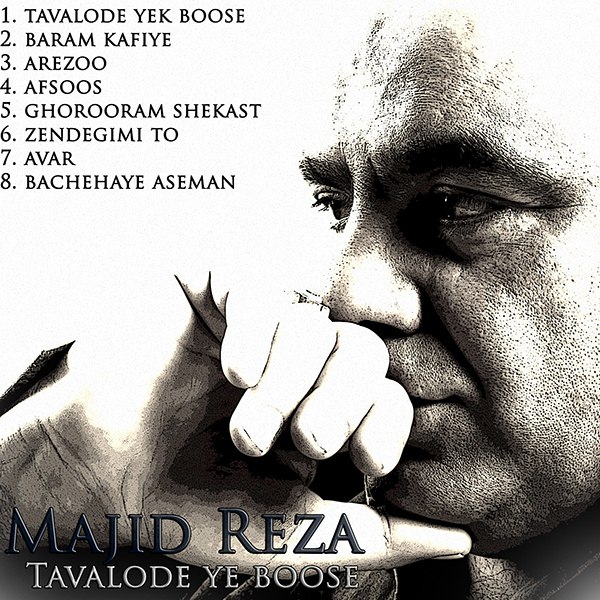 1. TAVALODE YEK BOOSE
2. BARAM KAFIYE
3. AREZOO
4. AFSOOS
5. GHOROORAM SHEKAST
6. ZENDEGIMI TO
7. AVAR
8. BACHEHAYE ASEMAN
MAJID REZA
TAVALODE YE BOOSE